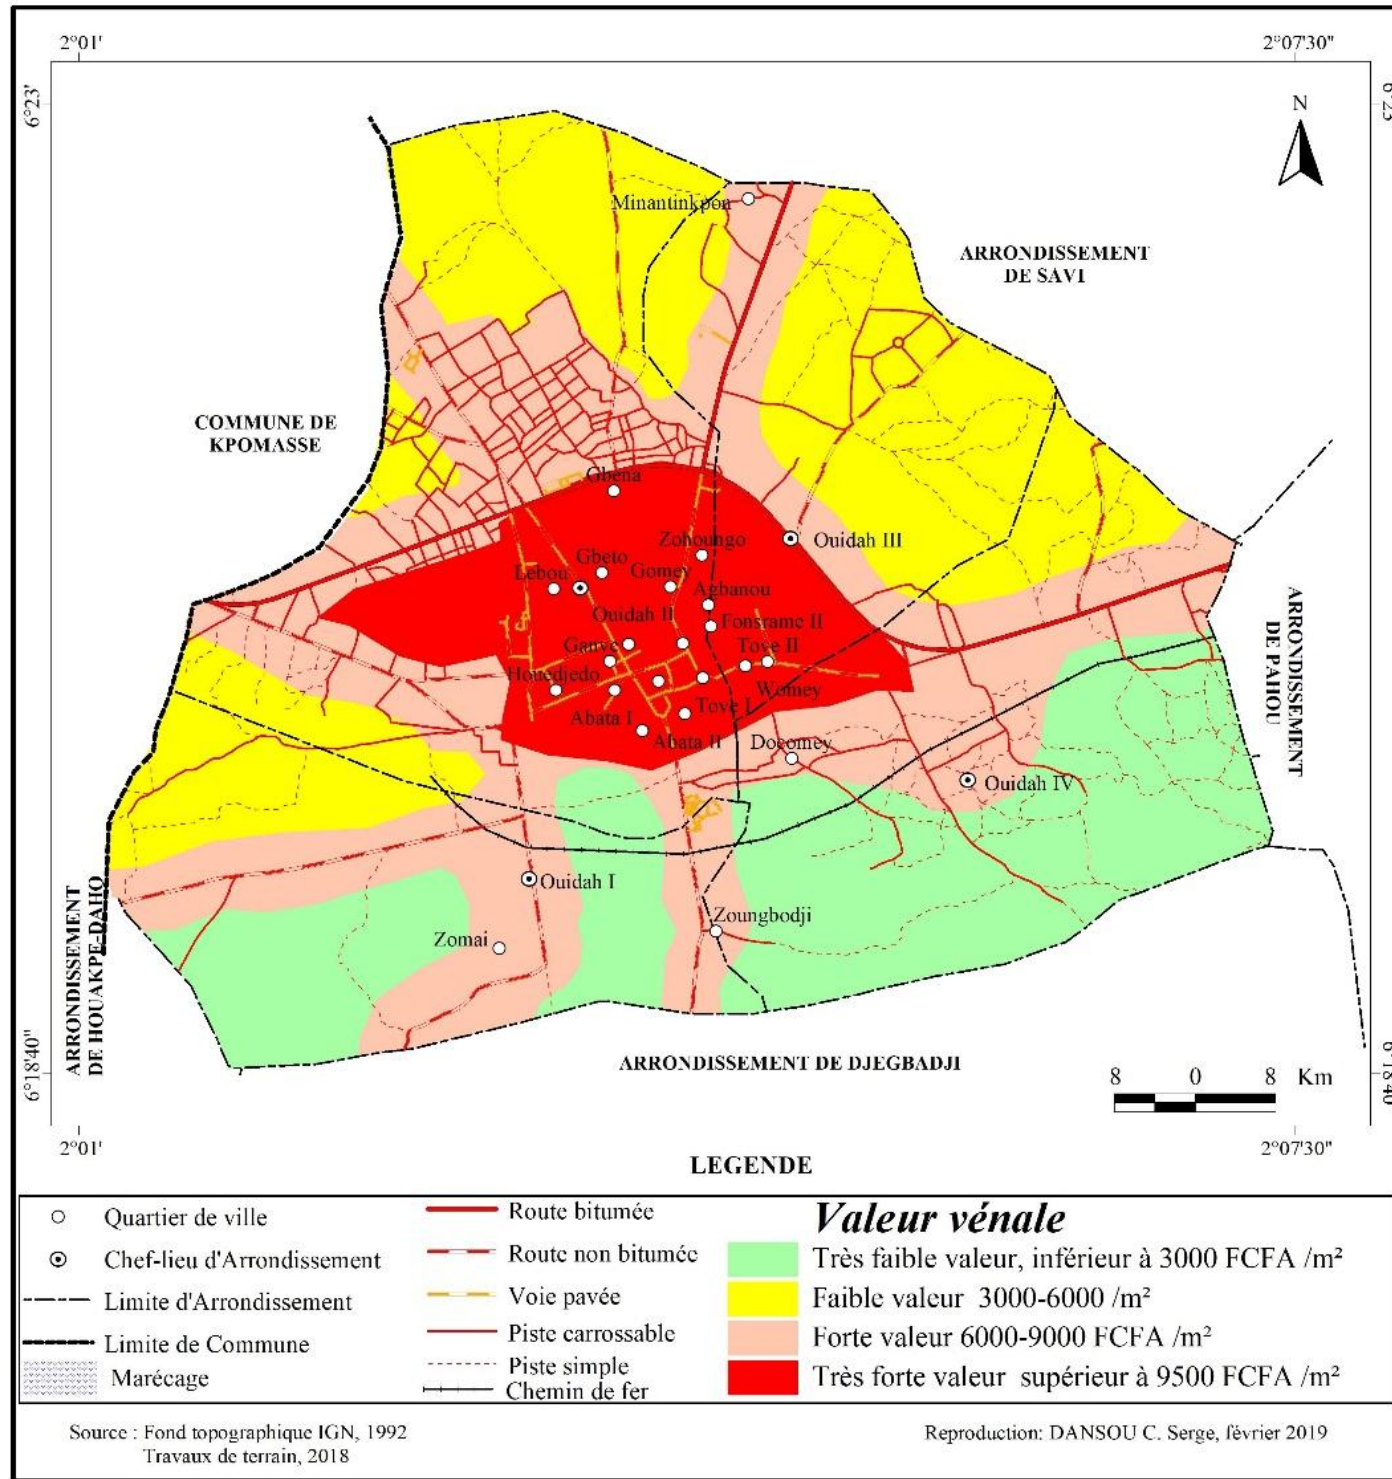 2°01'
2°07'30"
6°23'
6°23
N
Minantinkpon
ARRONDISSEMENT
DE SAVI
COMMUNE DE
KPOMASSE
Gbena
Zohoungo
Ouidah III
Gbeto
Lebou
Gomey
Agbanou
Ouidah II
Fonsrame II
Ganve
Tove II
Houedjedo
Womey
Abata I
Tove I
Abata II
Docomey
Ouidah IV
ARRONDISSEMENT
DE PAHOU
Ouidah I
Zoungbodji
Zomai
ARRONDISSEMENT
DE HOUAKPE-DAHO
ARRONDISSEMENT DE DJEGBADJI
6°18'40"
6°18'40
8 0 8 Km
2°01'
2°07'30"
LEGENDE
Quartier de ville
Chef-lieu d'Arrondissement
Limite d'Arrondissement
Limite de Commune
Marécage
Route bitumée
Route non bitumée
Voie pavée
Piste carrossable
Piste simple
Chemin de fer
Valeur vénale
Très faible valeur, inférieur à 3000 FCFA /m²
Faible valeur 3000-6000 /m²
Forte valeur 6000-9000 FCFA /m²
Très forte valeur supérieur à 9500 FCFA /m²
Source : Fond topographique IGN, 1992
Travaux de terrain, 2018
Reproduction: DANSOU C. Serge, février 2019